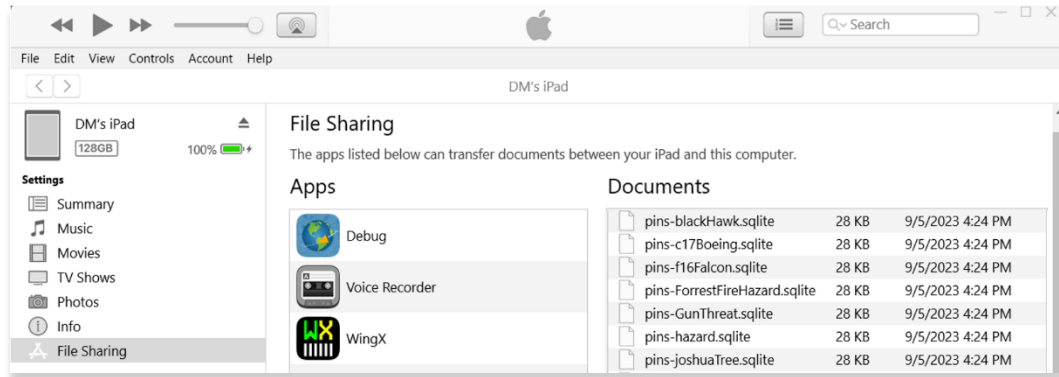 Search
File Edit View Controls Account Help
DM's iPad
DM's iPad
128GB 100%
Settings
Summary
Music
Movies
TV Shows
Photos
Info
File Sharing
File Sharing
The apps listed below can transfer documents between your iPad and this computer.
Apps
Debug
Voice Recorder
WX
WingX
Documents
pins-blackHawk.sqlite 28 KB 9/5/2023 4:24 PM
pins-c17Boeing.sqlite 28 KB 9/5/2023 4:24 PM
pins-f16Falcon.sqlite 28 KB 9/5/2023 4:24 PM
pins-ForrestFireHazard.sqlite 28 KB 9/5/2023 4:24 PM
pins-GunThreat.sqlite 28 KB 9/5/2023 4:24 PM
pins-hazard.sqlite 28 KB 9/5/2023 4:24 PM
pins-joshuaTree.sqlite 28 KB 9/5/2023 4:24 PM